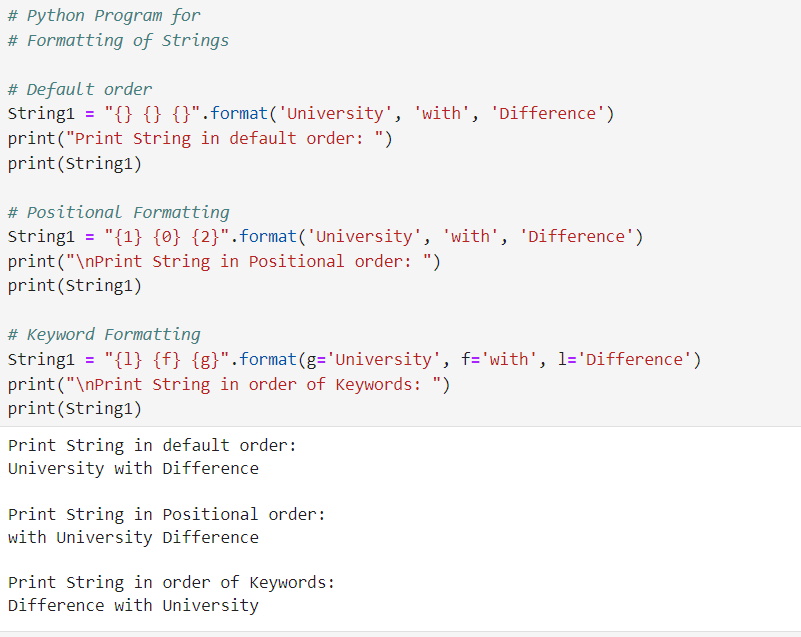 # Python Program for
# Formatting of Strings
# Default order
String1 = "{} {} {}".format('University', 'with', 'Difference')
print("Print String in default order: ")
print(String1)
# Positional Formatting
String1 = "{1} {0} {2}".format('University', 'with', 'Difference')
print("\nPrint String in Positional order: ")
print(String1)
# Keyword Formatting
String1 = "{l} {f} {g}".format(g='University', f='with', l='Difference')
print("\nPrint String in order of Keywords: ")
print(String1)
Print String in default order:
University with Difference
Print String in Positional order:
with University Difference
Print String in order of Keywords:
Difference with University